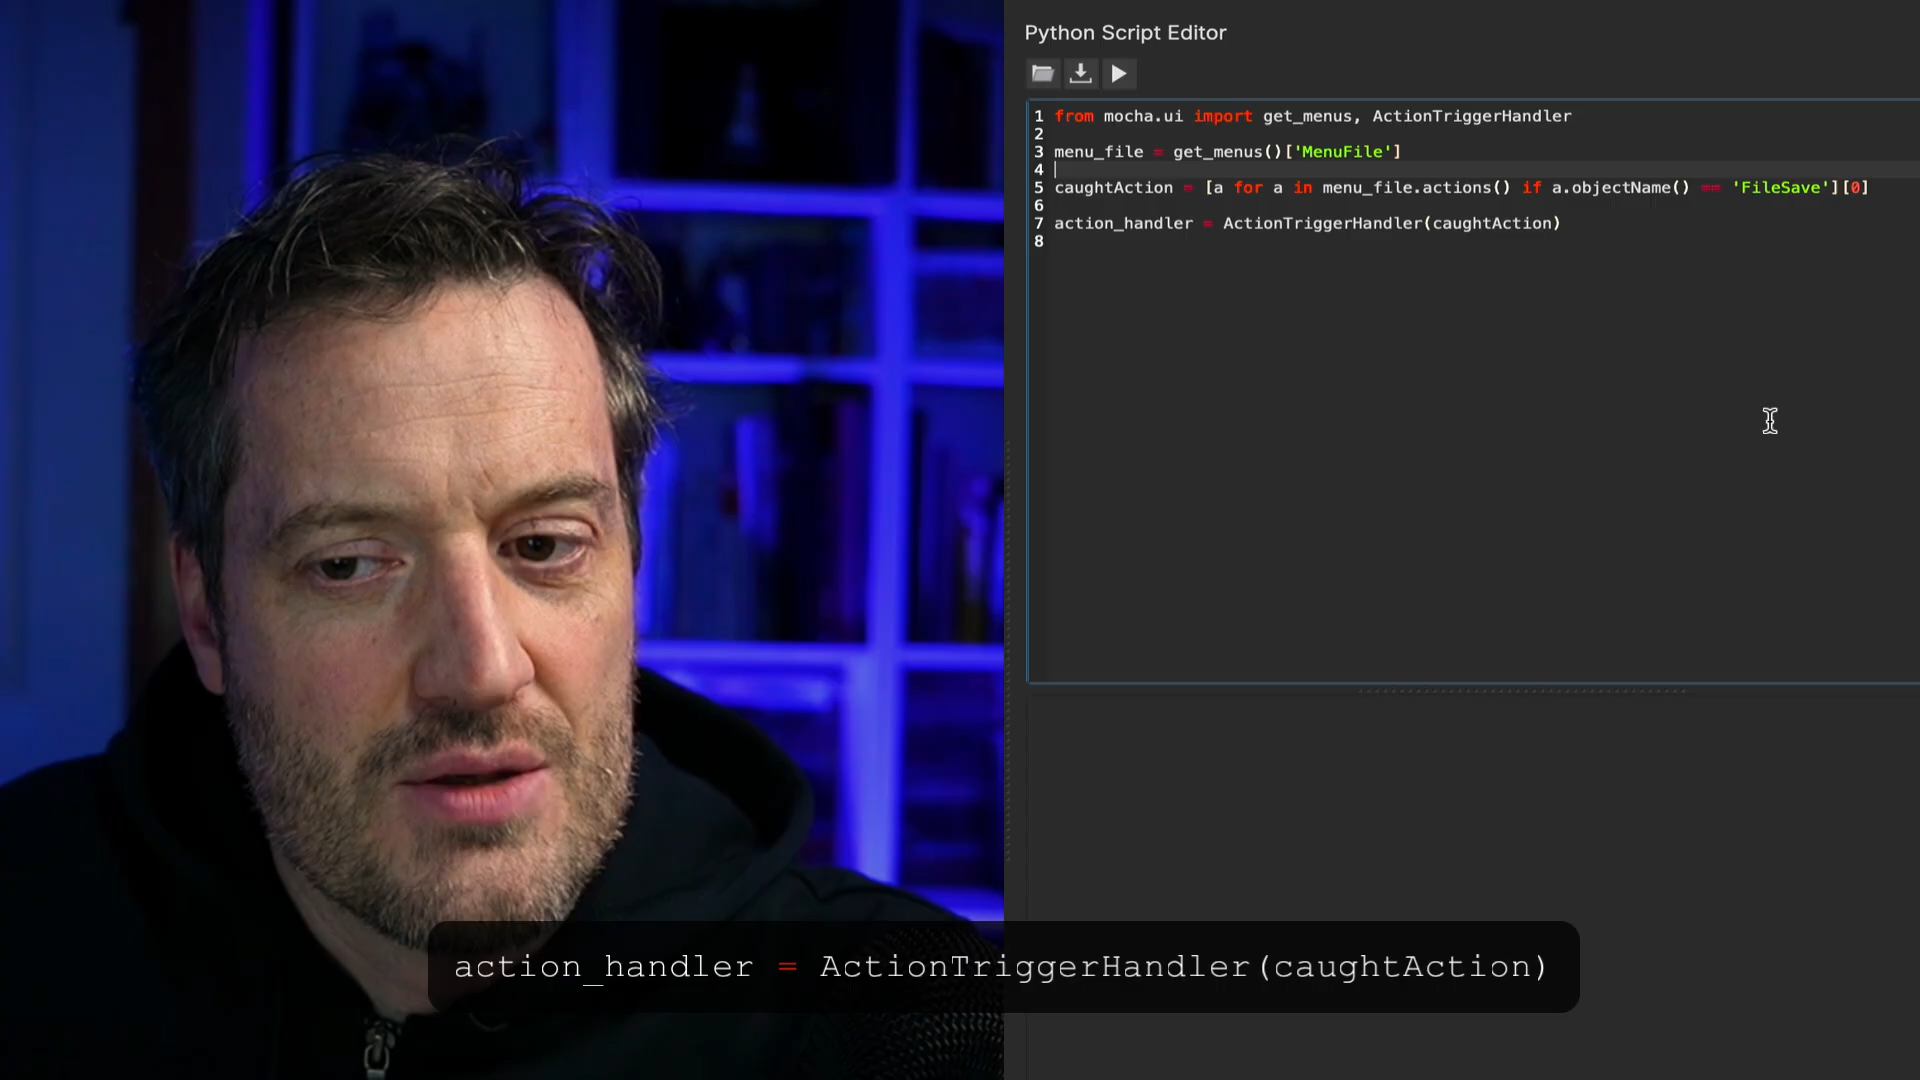 Python Script Editor
1 from mocha.ui import get_menus, ActionTriggerHandler
2
3 menu_file = get_menus()['MenuFile']
4
5 caughtAction = [a for a in menu_file.actions() if a.objectName() == 'FileSave'][0]
6
7 action_handler = ActionTriggerHandler(caughtAction)
8
action_handler = ActionTriggerHandler(caughtAction)